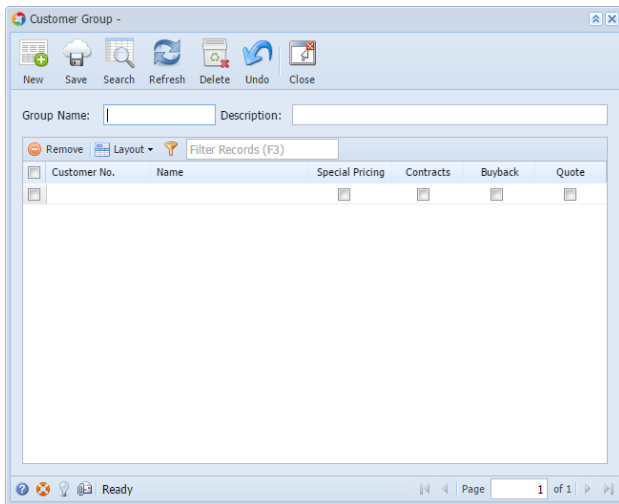 Customer Group -
New Save Search Refresh Delete Undo Close
Group Name: Description:
Remove Layout Filter Records (F3)
Customer No. Name Special Pricing Contracts Buyback Quote
Ready Page 1 of 1